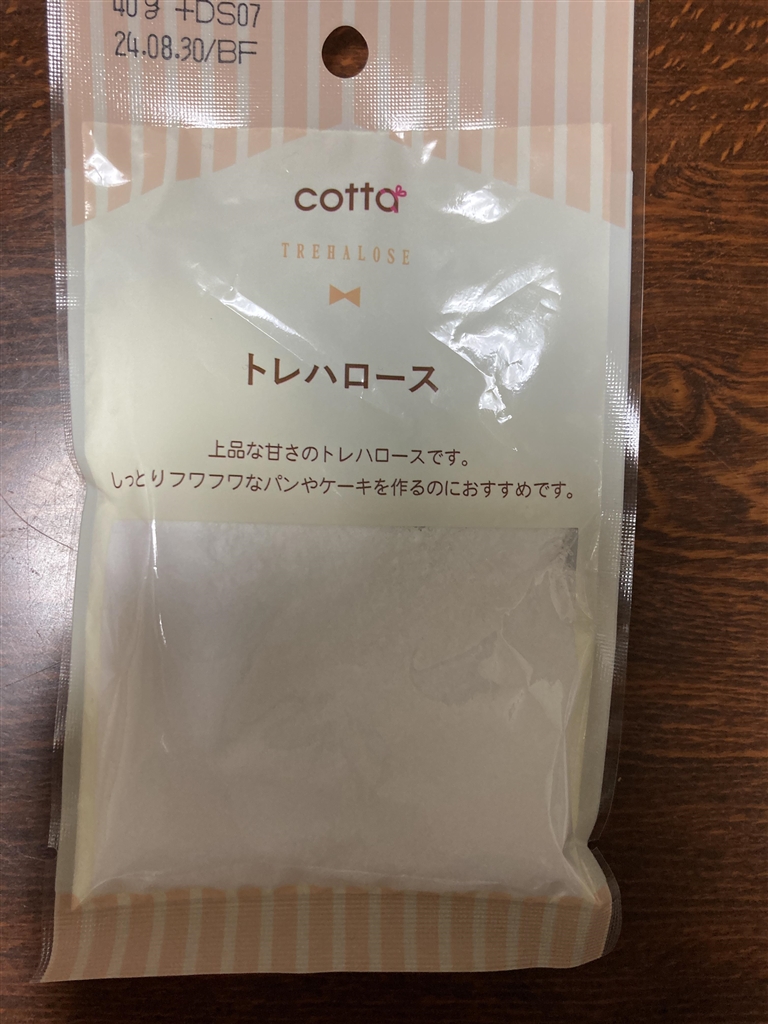 40g +DS07
24.08.30/BF
cotta
TREHALOSE
トレハロース
上品な甘さのトレハロースです。
しっとりフワフワなパンやケーキを作るのにおすすめです。